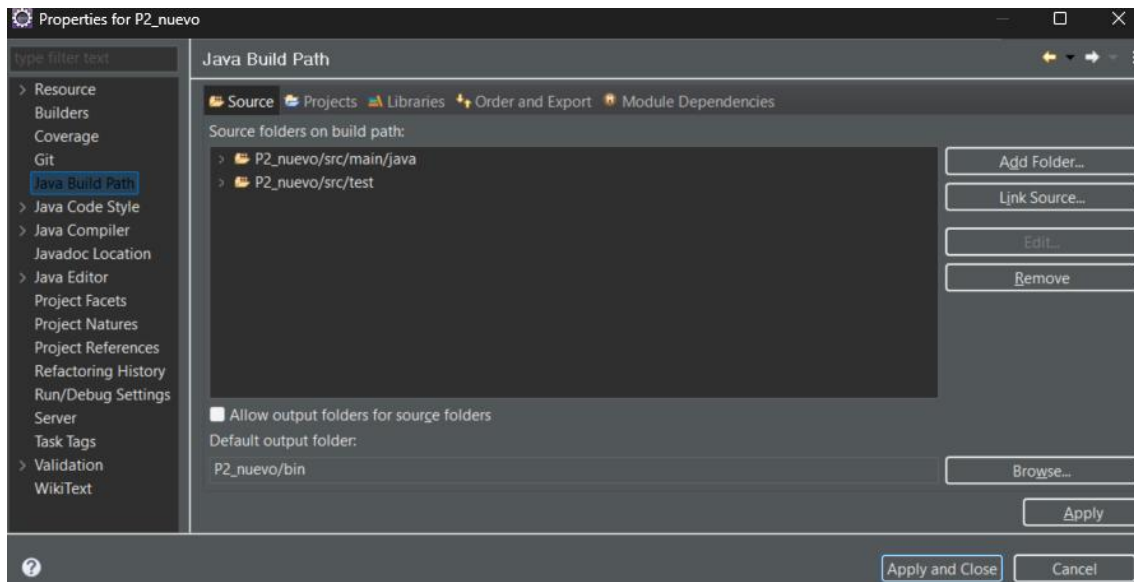 Properties for P2_nuevo
type filter text
Java Build Path
Resource
Builders
Coverage
Git
Java Build Path
Java Code Style
Java Compiler
Javadoc Location
Java Editor
Project Facets
Project Natures
Project References
Refactoring History
Run/Debug Settings
Server
Task Tags
Validation
WikiText
Source Projects Libraries Order and Export Module Dependencies
Source folders on build path:
P2_nuevo/src/main/java
P2_nuevo/src/test
Add Folder...
Link Source...
Edit...
Remove
Allow output folders for source folders
Default output folder:
P2_nuevo/bin
Browse...
Apply
Apply and Close
Cancel